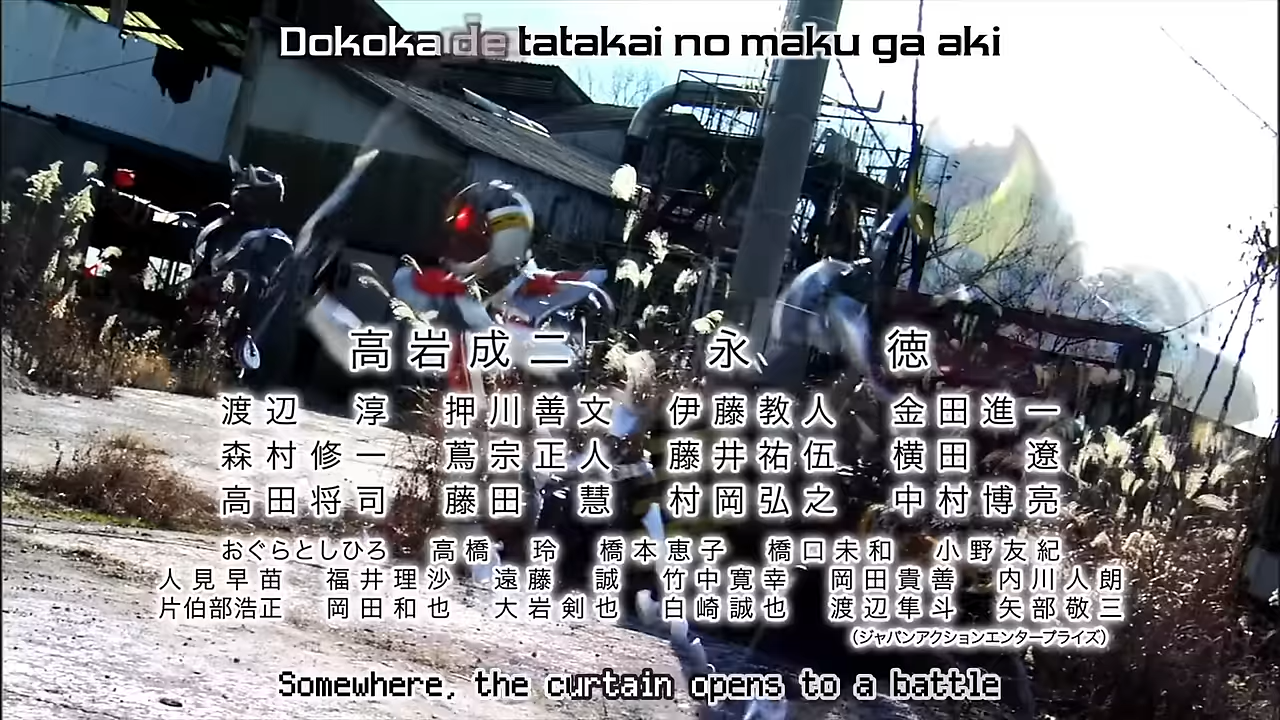 Dokoka de tatakai no maku ga aki
高岩成二 永徳
渡辺淳 押川善文 伊藤教人 金田進一
森村修一 蔦宗正人 藤井祐伍 横田遼
高田将司 藤田慧 村岡弘之 中村博亮
おぐらとしひろ 高橋玲 橋本恵子 橋口未和 小野友紀
人見早苗 福井理沙 遠藤誠 竹中寛幸 岡田貴善 内川人朗
片伯部浩正 岡田和也 大岩剣也 白崎誠也 渡辺隼斗 矢部敬三
(ジャパンアクションエンタープライズ)
Somewhere, the curtain opens to a battle